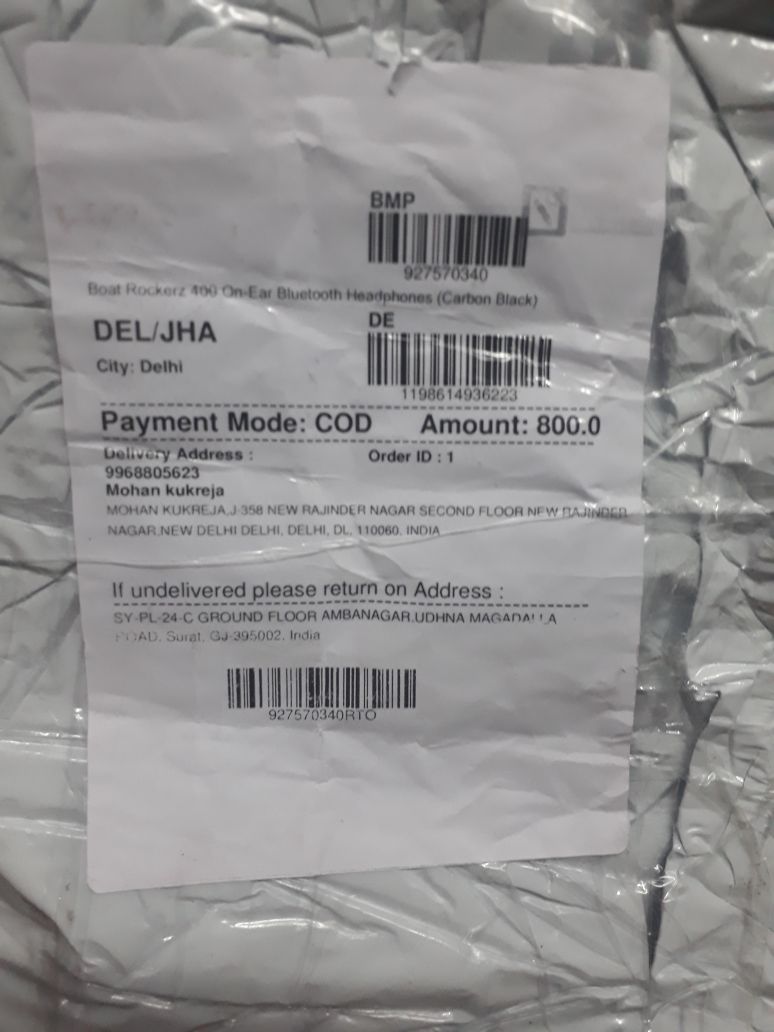 BMP
927570340
Boat Rockerz 400 On-Ear Bluetooth Headphones (Carbon Black)
DEL/JHA
DE
City: Delhi
1198614936223
Payment Mode: COD Amount: 800.0
Delivery Address : Order ID : 1
9968805623
Mohan kukreja
MOHAN KUKREJA,J-358 NEW RAJINDER NAGAR SECOND FLOOR NEW RAJINDER
NAGAR,NEW DELHI DELHI, DELHI, DL, 110060. INDIA
If undelivered please return on Address :
SY-PL-24-C GROUND FLOOR AMBANAGAR.UDHNA MAGADALLA
ROAD. Surat. GJ-395002. India
927570340RTO